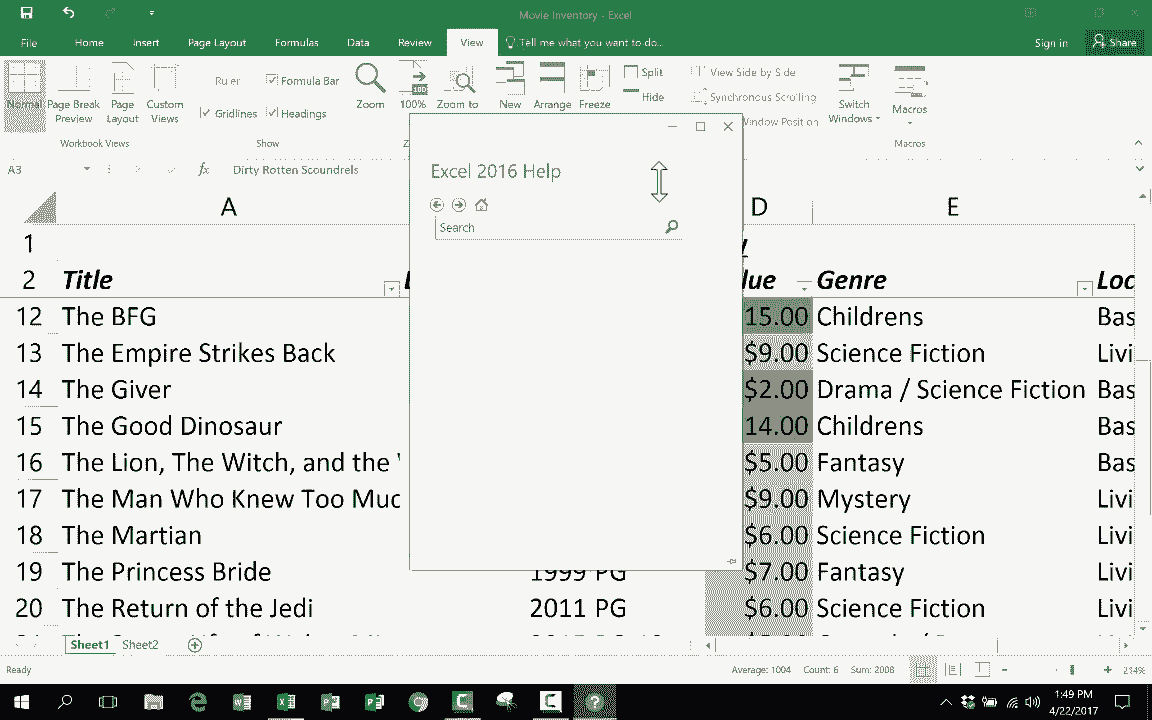 Movie Inventory - Excel
File Home Insert Page Layout Formulas Data Review View Tell me what you want to do... Sign in Share
Normal Page Break Preview Page Layout Custom Views
Ruler Formula Bar
Gridlines Headings
Zoom 100% Zoom to New Arrange Freeze
Split
Hide
View Side by Side
Synchronous Scrolling
Window Position
Switch Windows Macros
Workbook Views Show Macros
A3 fx Dirty Rotten Scoundrels
Excel 2016 Help
Search
A D E
1
2 Title lue Genre Loc
12 The BFG 15.00 Childrens Bas
13 The Empire Strikes Back $9.00 Science Fiction Livi
14 The Giver $2.00 Drama / Science Fiction Bas
15 The Good Dinosaur 14.00 Childrens Bas
16 The Lion, The Witch, and the $5.00 Fantasy Bas
17 The Man Who Knew Too Muc $9.00 Mystery Livi
18 The Martian $6.00 Science Fiction Livi
19 The Princess Bride 1999 PG $7.00 Fantasy Livi
20 The Return of the Jedi 2011 PG $6.00 Science Fiction Livi
Sheet1 Sheet2
Ready Average: 1004 Count: 6 Sum: 2008 214%
1:49 PM
4/22/2017